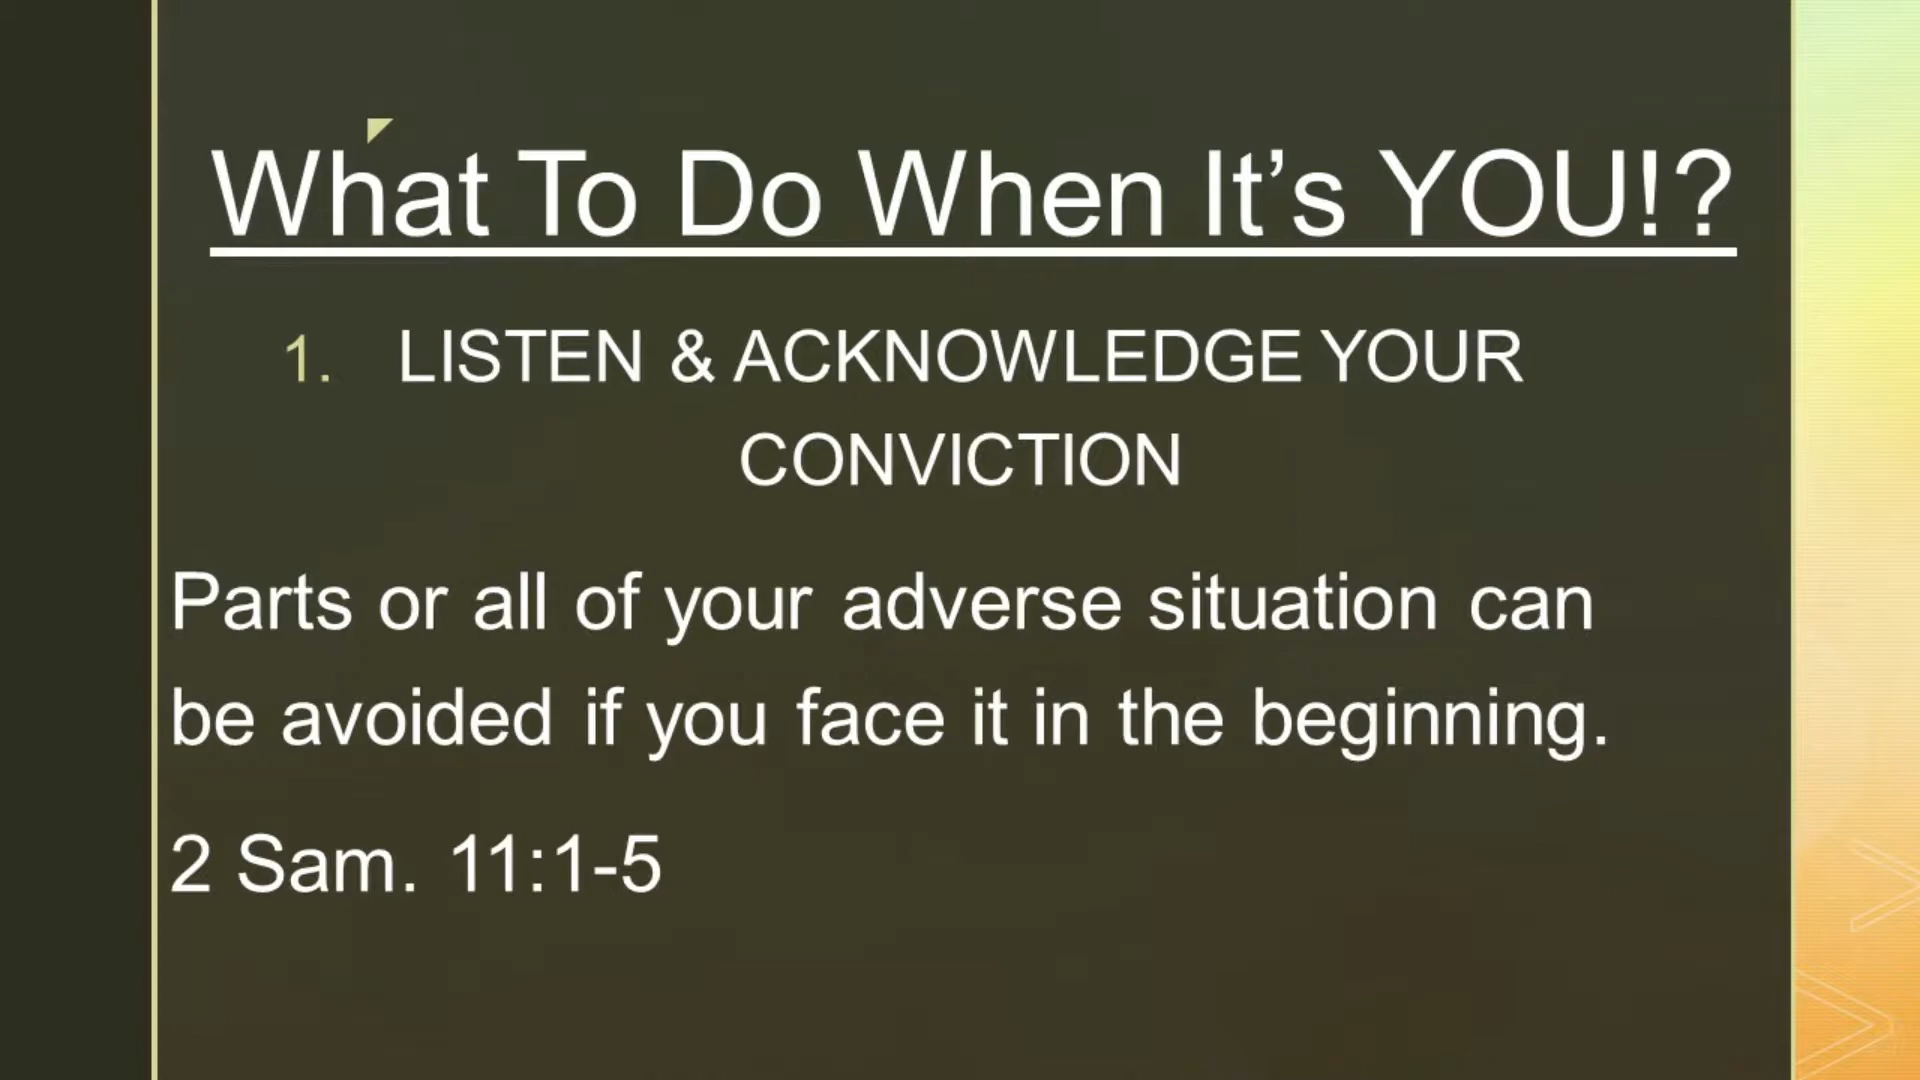 What To Do When It’s YOU!?
1. LISTEN & ACKNOWLEDGE YOUR
CONVICTION
Parts or all of your adverse situation can
be avoided if you face it in the beginning.
2 Sam. 11:1-5